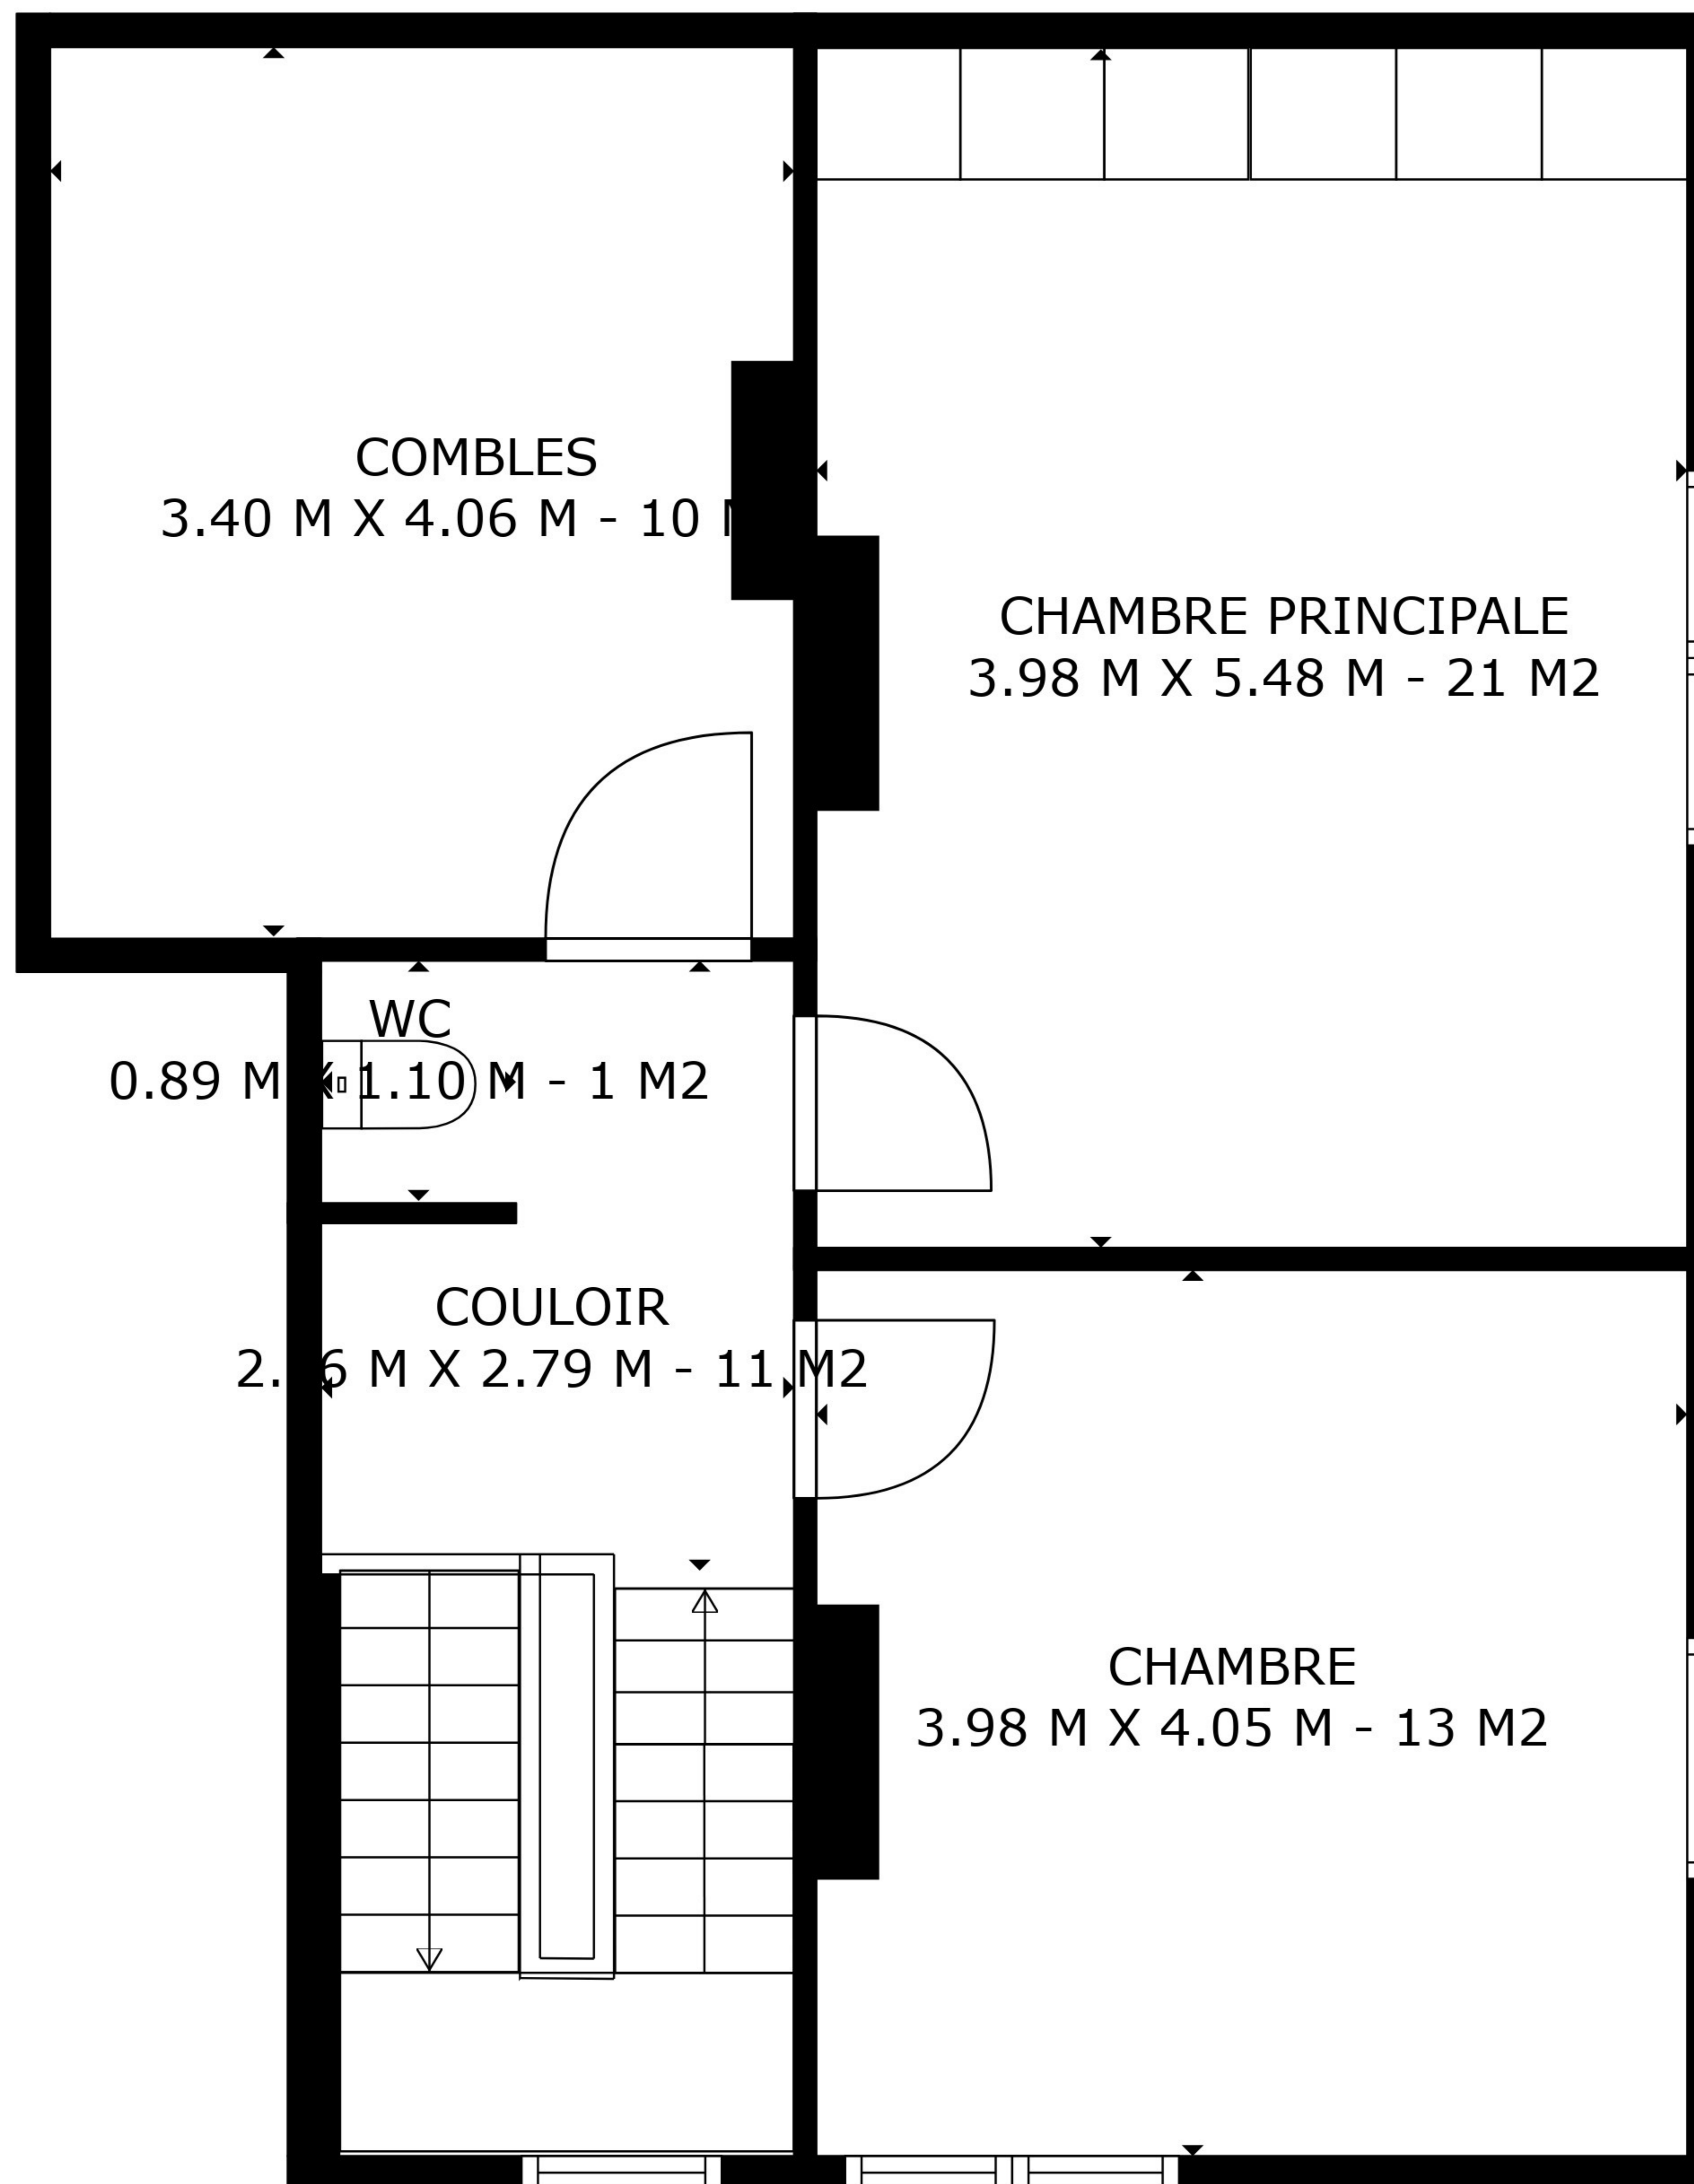 COMBLES
3.40 M X 4.06 M - 10
CHAMBRE PRINCIPALE
3.98 M X 5.48 M - 21 M2
WC
0.89 M X 1.10 M - 1 M2
COULOIR
M X 2.79 M - 11 M2
CHAMBRE
3.98 M X 4.05 M - 13 M2